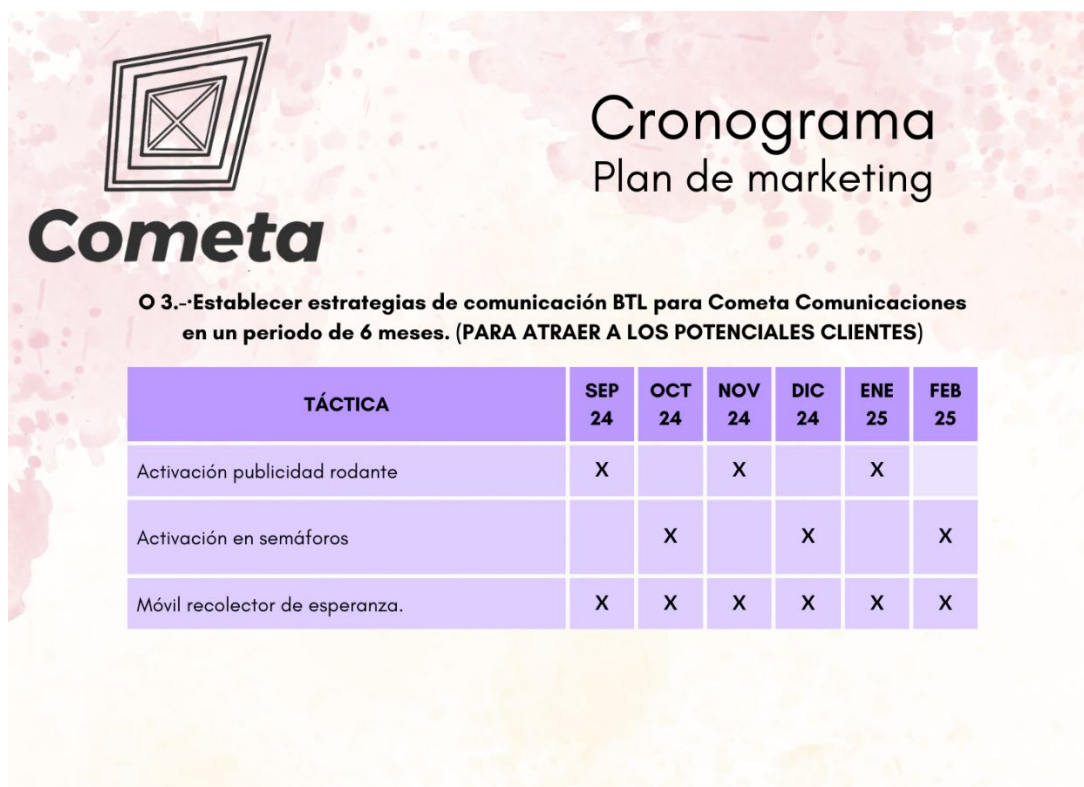 Cometa
Cronograma
Plan de marketing
O 3.-·Establecer estrategias de comunicación BTL para Cometa Comunicaciones
en un periodo de 6 meses. (PARA ATRAER A LOS POTENCIALES CLIENTES)
TÁCTICA SEP 24 OCT 24 NOV 24 DIC 24 ENE 25 FEB 25
Activación publicidad rodante X X X
Activación en semáforos X X X
Móvil recolector de esperanza. X X X X X X